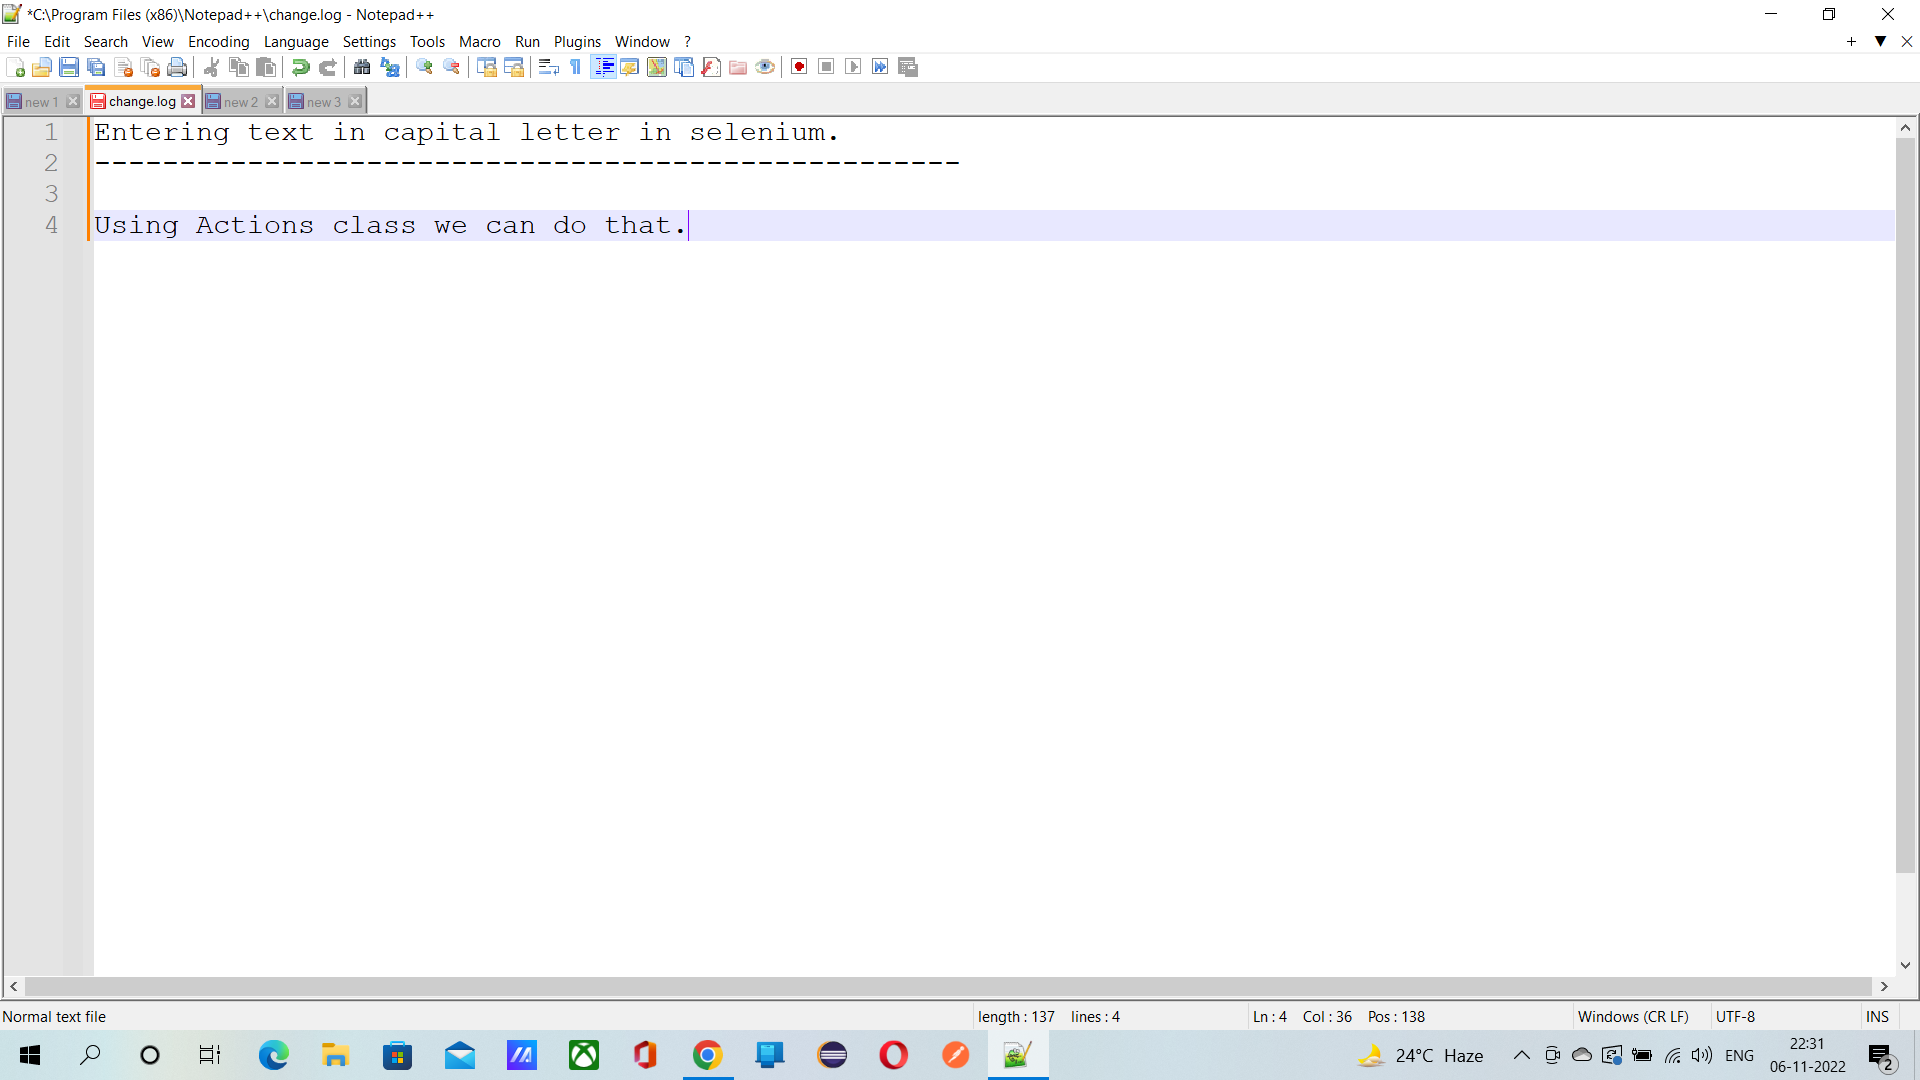 *C:\Program Files (x86)\Notepad++\change.log - Notepad++
File Edit Search View Encoding Language Settings Tools Macro Run Plugins Window ?
new 1 change.log new 2 new 3
1 Entering text in capital letter in selenium.
2 ---------------------------------------------------
3
4 Using Actions class we can do that.
Normal text file length : 137 lines : 4 Ln : 4 Col : 36 Pos : 138 Windows (CR LF) UTF-8 INS
24°C Haze ENG 22:31
06-11-2022 2